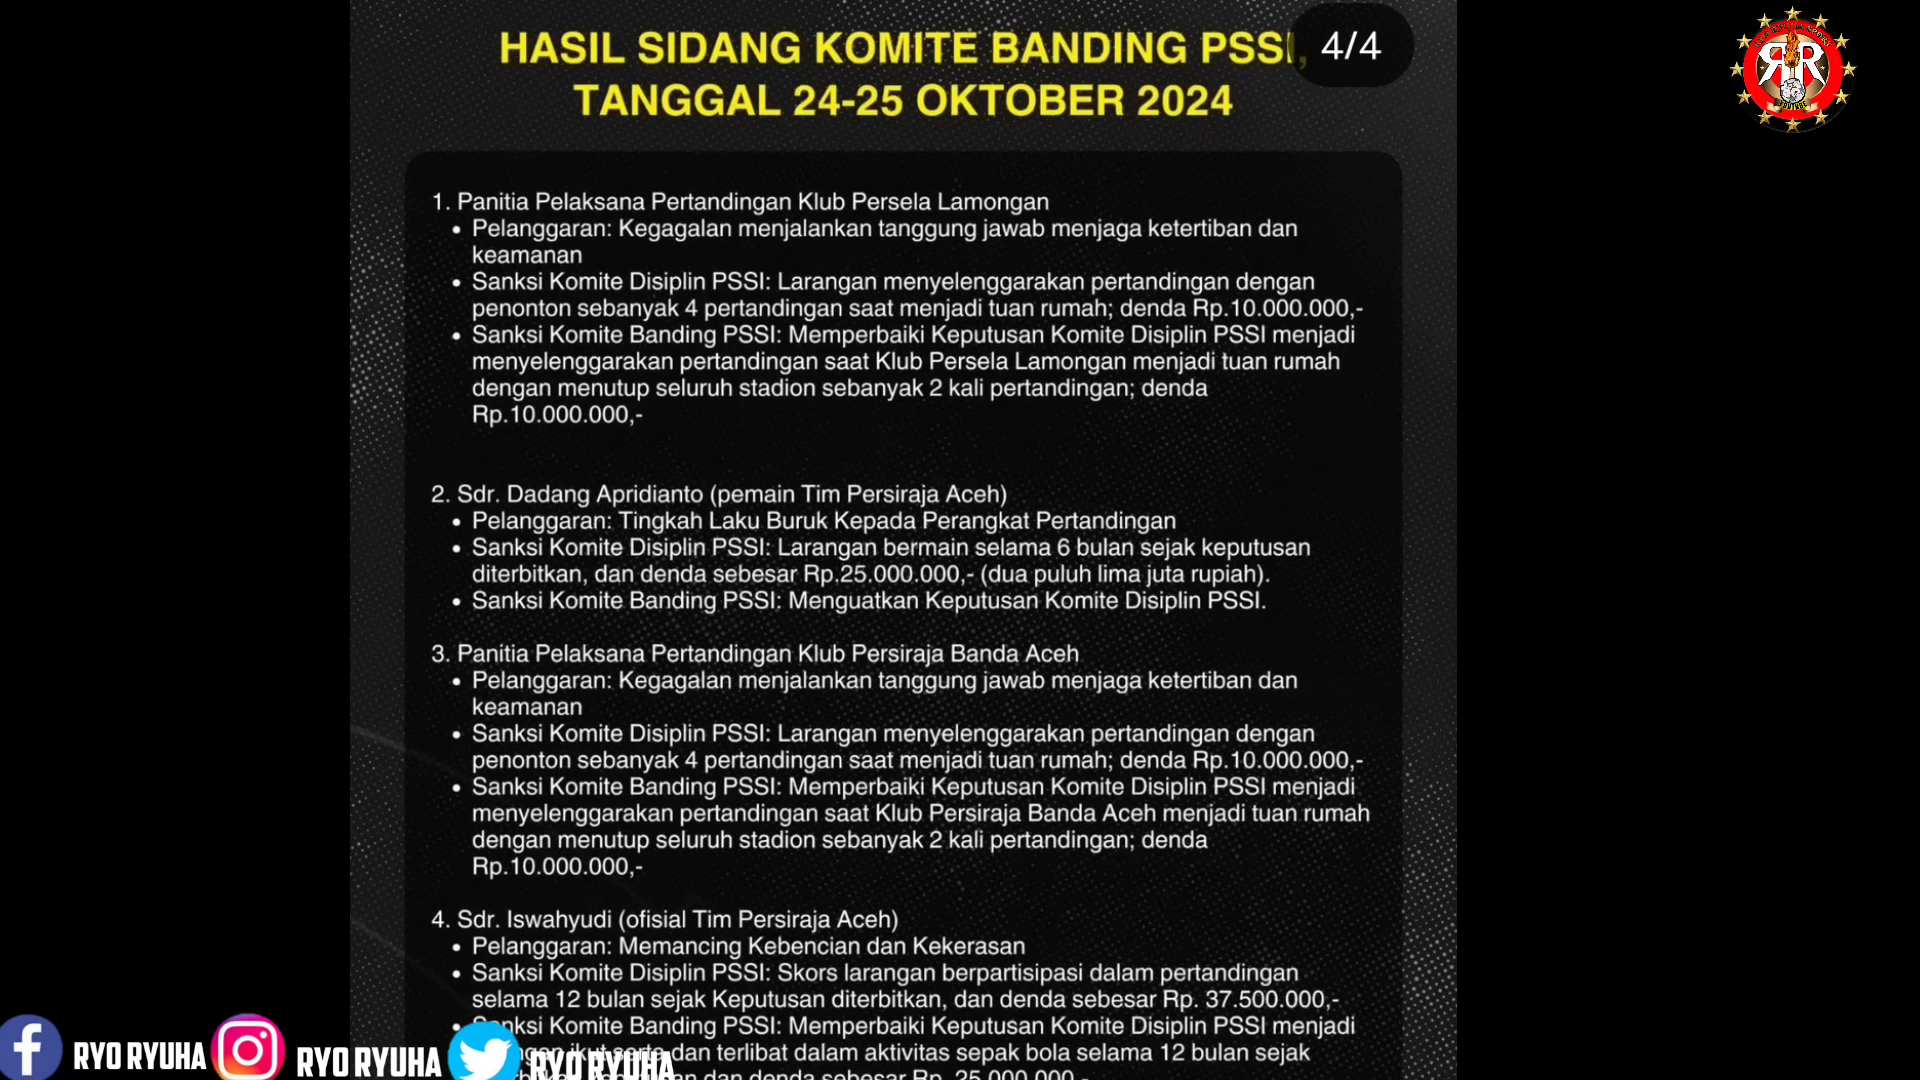 HASIL SIDANG KOMITE BANDING PSSI,
4/4
TANGGAL 24-25 OKTOBER 2024
1. Panitia Pelaksana Pertandingan Klub Persela Lamongan
• Pelanggaran: Kegagalan menjalankan tanggung jawab menjaga ketertiban dan
keamanan
• Sanksi Komite Disiplin PSSI: Larangan menyelenggarakan pertandingan dengan
penonton sebanyak 4 pertandingan saat menjadi tuan rumah; denda Rp.10.000.000,-
• Sanksi Komite Banding PSSI: Memperbaiki Keputusan Komite Disiplin PSSI menjadi
menyelenggarakan pertandingan saat Klub Persela Lamongan menjadi tuan rumah
dengan menutup seluruh stadion sebanyak 2 kali pertandingan; denda
Rp.10.000.000,-
2. Sdr. Dadang Apridianto (pemain Tim Persiraja Aceh)
• Pelanggaran: Tingkah Laku Buruk Kepada Perangkat Pertandingan
• Sanksi Komite Disiplin PSSI: Larangan bermain selama 6 bulan sejak keputusan
diterbitkan, dan denda sebesar Rp.25.000.000,- (dua puluh lima juta rupiah).
• Sanksi Komite Banding PSSI: Menguatkan Keputusan Komite Disiplin PSSI.
3. Panitia Pelaksana Pertandingan Klub Persiraja Banda Aceh
• Pelanggaran: Kegagalan menjalankan tanggung jawab menjaga ketertiban dan
keamanan
• Sanksi Komite Disiplin PSSI: Larangan menyelenggarakan pertandingan dengan
penonton sebanyak 4 pertandingan saat menjadi tuan rumah; denda Rp.10.000.000,-
• Sanksi Komite Banding PSSI: Memperbaiki Keputusan Komite Disiplin PSSI menjadi
menyelenggarakan pertandingan saat Klub Persiraja Banda Aceh menjadi tuan rumah
dengan menutup seluruh stadion sebanyak 2 kali pertandingan; denda
Rp.10.000.000,-
4. Sdr. Iswahyudi (ofisial Tim Persiraja Aceh)
• Pelanggaran: Memancing Kebencian dan Kekerasan
• Sanksi Komite Disiplin PSSI: Skors larangan berpartisipasi dalam pertandingan
selama 12 bulan sejak Keputusan diterbitkan, dan denda sebesar Rp. 37.500.000,-
• Sanksi Komite Banding PSSI: Memperbaiki Keputusan Komite Disiplin PSSI menjadi
ikut serta dan terlibat dalam aktivitas sepak bola selama 12 bulan sejak
dan denda sebesar Rp. 25.000.000,-
RYO RYUHA
RYO RYUHA
RYO RYUHA